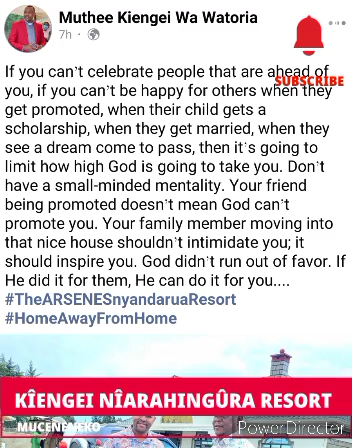 Muthee Kiengei Wa Watoria
7h ·
SUBSCRIBE
If you can't celebrate people that are ahead of
you, if you can't be happy for others when they
get promoted, when their child gets a
scholarship, when they get married, when they
see a dream come to pass, then it's going to
limit how high God is going to take you. Don't
have a small-minded mentality. Your friend
being promoted doesn't mean God can't
promote you. Your family member moving into
that nice house shouldn't intimidate you; it
should inspire you. God didn't run out of favor. If
He did it for them, He can do it for you....
#TheARSENESnyandaruaResort
#HomeAwayFromHome
KÎENGEI NÎARAHINGÛRA RESORT
MUCENENEKO
PowerDirector